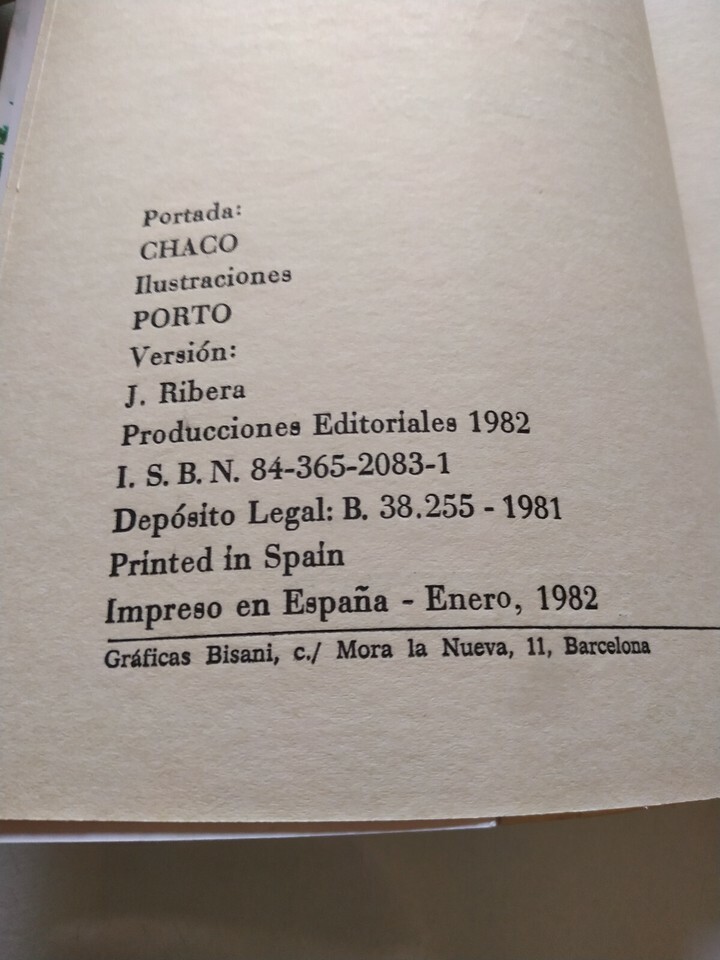 Portada:
CHACO
Ilustraciones
PORTO
Versión:
J. Ribera
Producciones Editoriales 1982
I. S. B. N. 84-365-2083-1
Depósito Legal: B. 38.255 - 1981
Printed in Spain
Impreso en España - Enero, 1982
Gráficas Bisani, c./ Mora la Nueva, 11, Barcelona